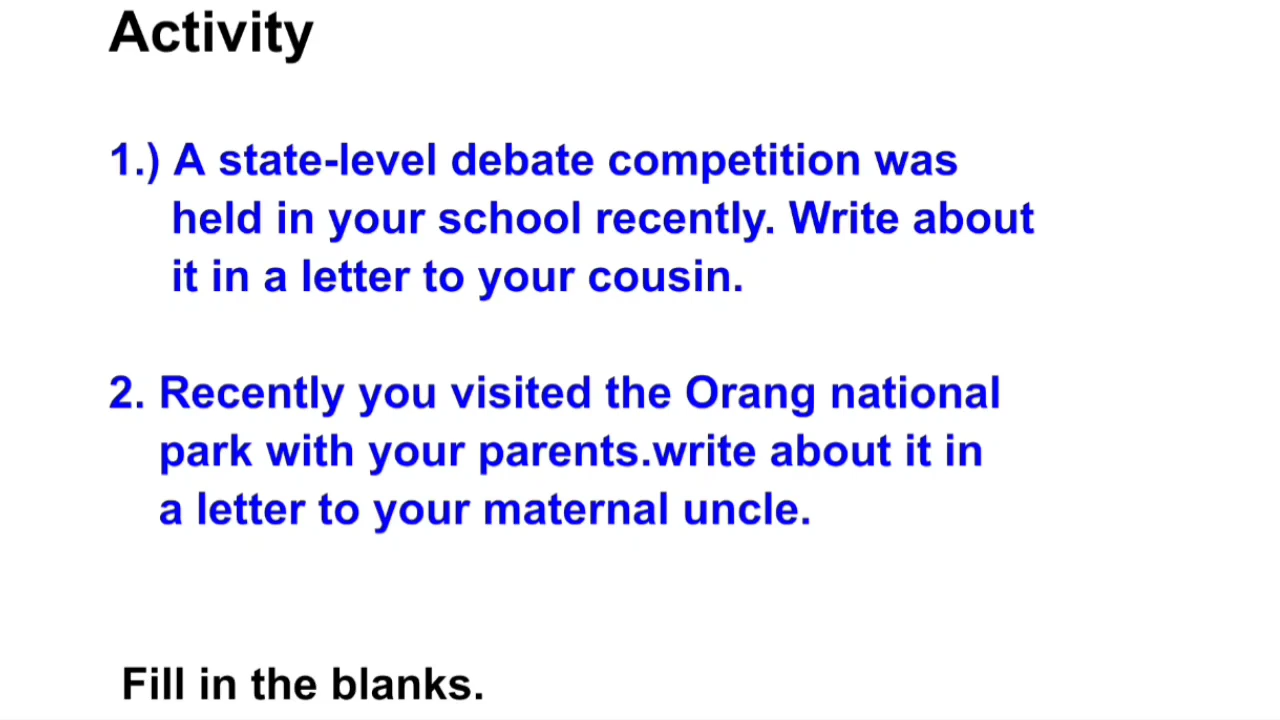 Activity
1.) A state-level debate competition was
held in your school recently. Write about
it in a letter to your cousin.
2. Recently you visited the Orang national
park with your parents.write about it in
a letter to your maternal uncle.
Fill in the blanks.